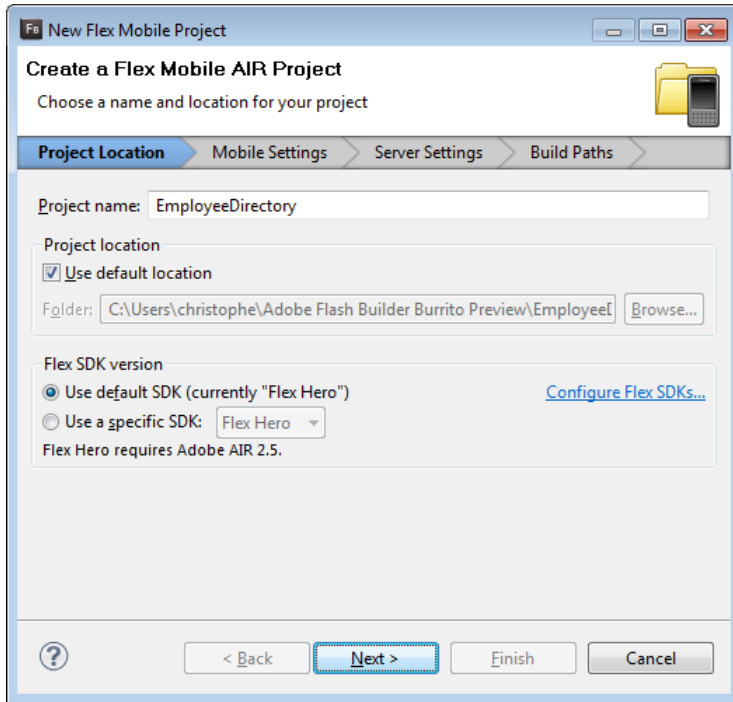 FB New Flex Mobile Project
Create a Flex Mobile AIR Project
Choose a name and location for your project
Project Location Mobile Settings Server Settings Build Paths
Project name: EmployeeDirectory
Project location
Use default location
Folder: C:\Users\christophe\Adobe Flash Builder Burrito Preview\EmployeeD Browse...
Flex SDK version
Use default SDK (currently "Flex Hero") Configure Flex SDKs...
Use a specific SDK: Flex Hero
Flex Hero requires Adobe AIR 2.5.
? < Back Next > Finish Cancel